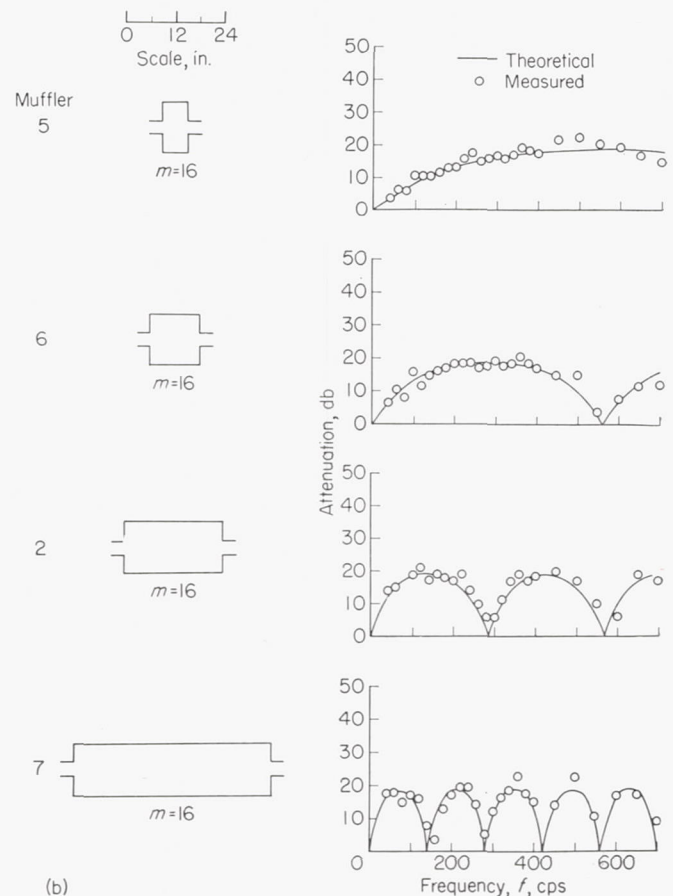 0 12 24
Scale, in.
Muffler
5
m=16
50
40
30
20
10
0
Theoretical
Measured
6
m=16
50
40
30
20
10
0
2
m=16
50
40
30
20
10
0
7
m=16
50
40
30
20
10
0 200 400 600
Attenuation, db
Frequency, f, cps
(b)